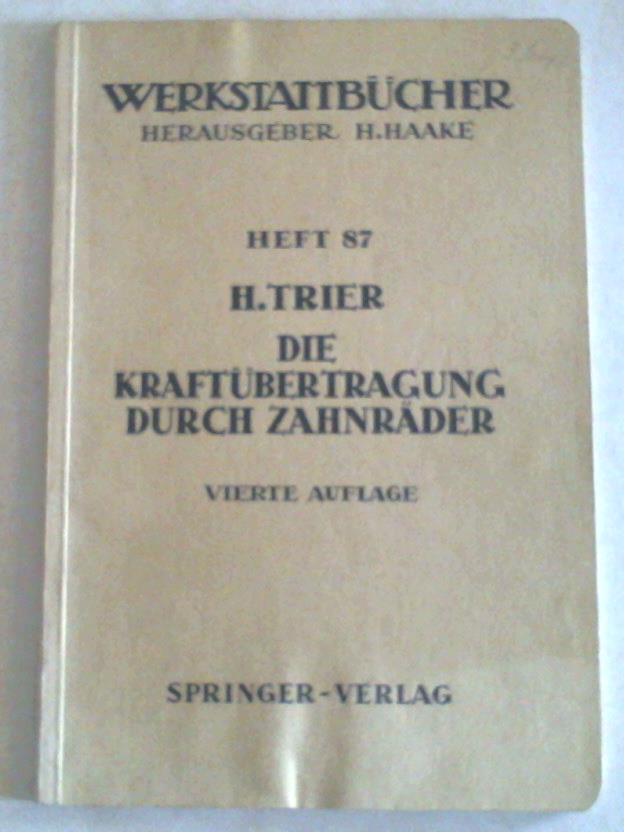 WERKSTATTBÜCHER
HERAUSGEBER H. HAAKE
HEFT 87
H. TRIER
DIE
KRAFTÜBERTRAGUNG
DURCH ZAHNRÄDER
VIERTE AUFLAGE
SPRINGER-VERLAG